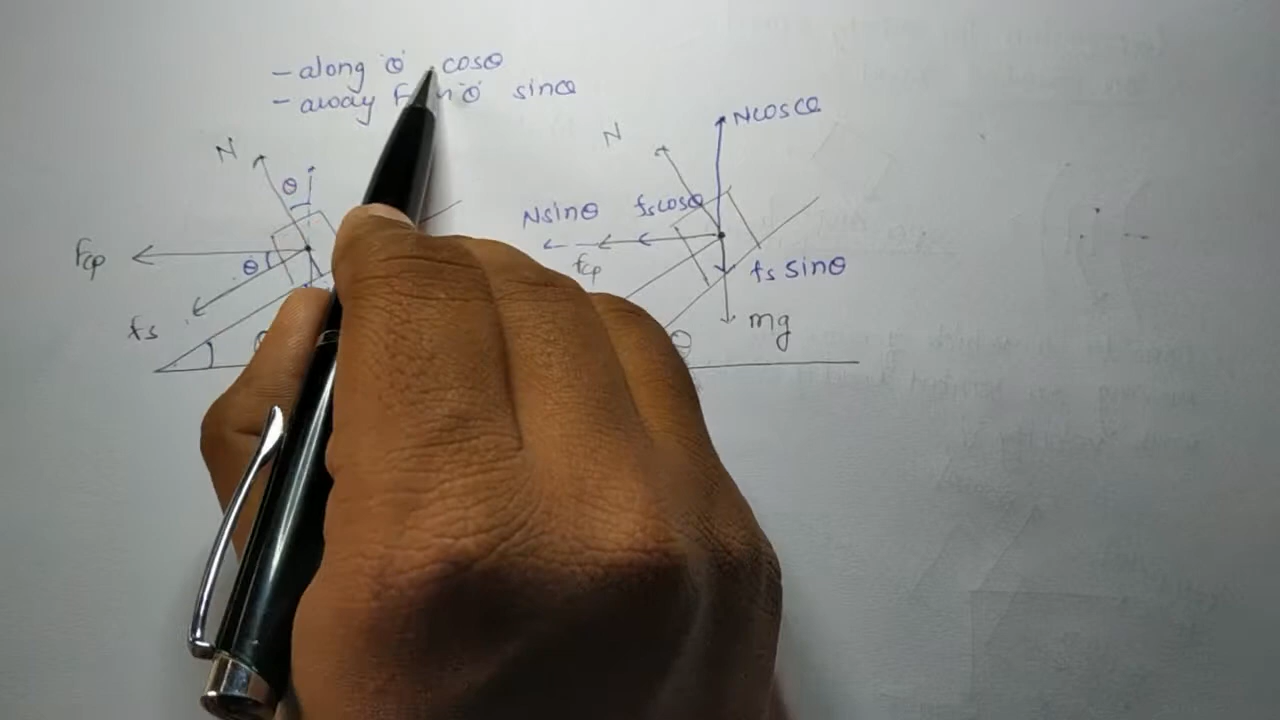 - along 'θ' cosθ
- away 'θ' sinθ
N
θ
Fcp
θ
fs
N
Ncosθ
Nsinθ fscosθ
fcp
fs sinθ
mg
θ